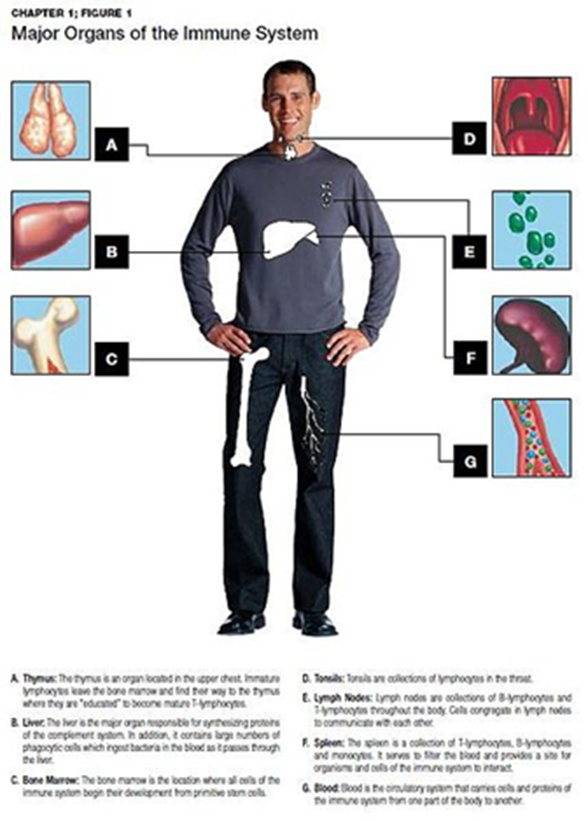 CHAPTER 1; FIGURE 1
Major Organs of the Immune System
A
D
B
E
C
F
G
A. Thymus: The thymus is an organ located in the upper chest. Immature
lymphocytes leave the bone marrow and find their way to the thymus
where they are "educated" to become mature T-lymphocytes.
B. Liver: The liver is the major organ responsible for synthesizing proteins
of the complement system. In addition, it contains large numbers of
phagocytic cells which ingest bacteria in the blood as it passes through
the liver.
C. Bone Marrow: The bone marrow is the location where all cells of the
immune system begin their development from primitive stem cells.
D. Tonsils: Tonsils are collections of lymphocytes in the throat.
E. Lymph Nodes: Lymph nodes are collections of B-lymphocytes and
T-lymphocytes throughout the body. Cells congregate in lymph nodes
to communicate with each other.
F. Spleen: The spleen is a collection of T-lymphocytes, B-lymphocytes
and monocytes. It serves to filter the blood and provides a site for
organisms and cells of the immune system to interact.
G. Blood: Blood is the circulatory system that carries cells and proteins of
the immune system from one part of the body to another.